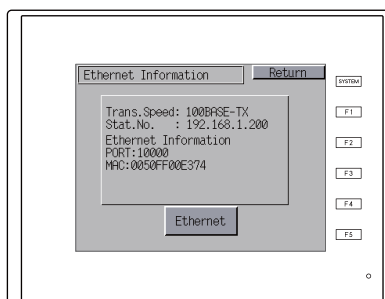 Ethernet Information
Return
Trans.Speed: 100BASE-TX
Stat.No. : 192.168.1.200
Ethernet Information
PORT:10000
MAC:0050FF00E374
Ethernet
SYSTEM
F1
F2
F3
F4
F5